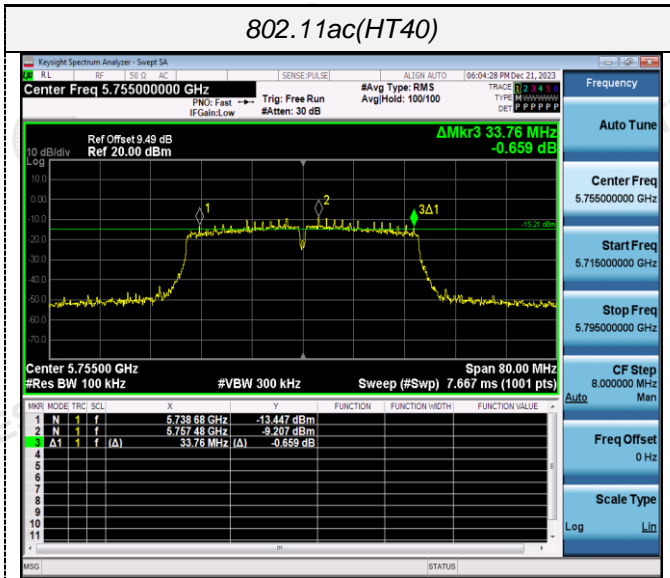 802.11ac(HT40)
Keysight Spectrum Analyzer - Swept SA
RL RF 50 Ω AC SENSE:PULSE ALIGN AUTO 06:04:28 PM Dec 21, 2023
Center Freq 5.755000000 GHz
PNO: Fast
IFGain:Low
Trig: Free Run
#Atten: 30 dB
#Avg Type: RMS
Avg|Hold: 100/100
TRACE 1 2 3 4 5 6
TYPE M WWWWW
DET P P P P P P
Ref Offset 9.49 dB
10 dB/div Ref 20.00 dBm
ΔMkr3 33.76 MHz
-0.659 dB
Log
10.0
0.00
-10.0
-20.0
-30.0
-40.0
-50.0
-60.0
-70.0
1
2
3Δ1
-15.21 dBm
Center 5.75500 GHz Span 80.00 MHz
#Res BW 100 kHz #VBW 300 kHz Sweep (#Swp) 7.667 ms (1001 pts)
MKR MODE TRC SCL X Y FUNCTION FUNCTION WIDTH FUNCTION VALUE
1 N 1 f 5.738 68 GHz -13.447 dBm
2 N 1 f 5.757 48 GHz -9.207 dBm
3 Δ1 1 f (Δ) 33.76 MHz (Δ) -0.659 dB
4
5
6
7
8
9
10
11
MSG STATUS
Frequency
Auto Tune
Center Freq
5.755000000 GHz
Start Freq
5.715000000 GHz
Stop Freq
5.795000000 GHz
CF Step
8.000000 MHz
Auto Man
Freq Offset
0 Hz
Scale Type
Log Lin